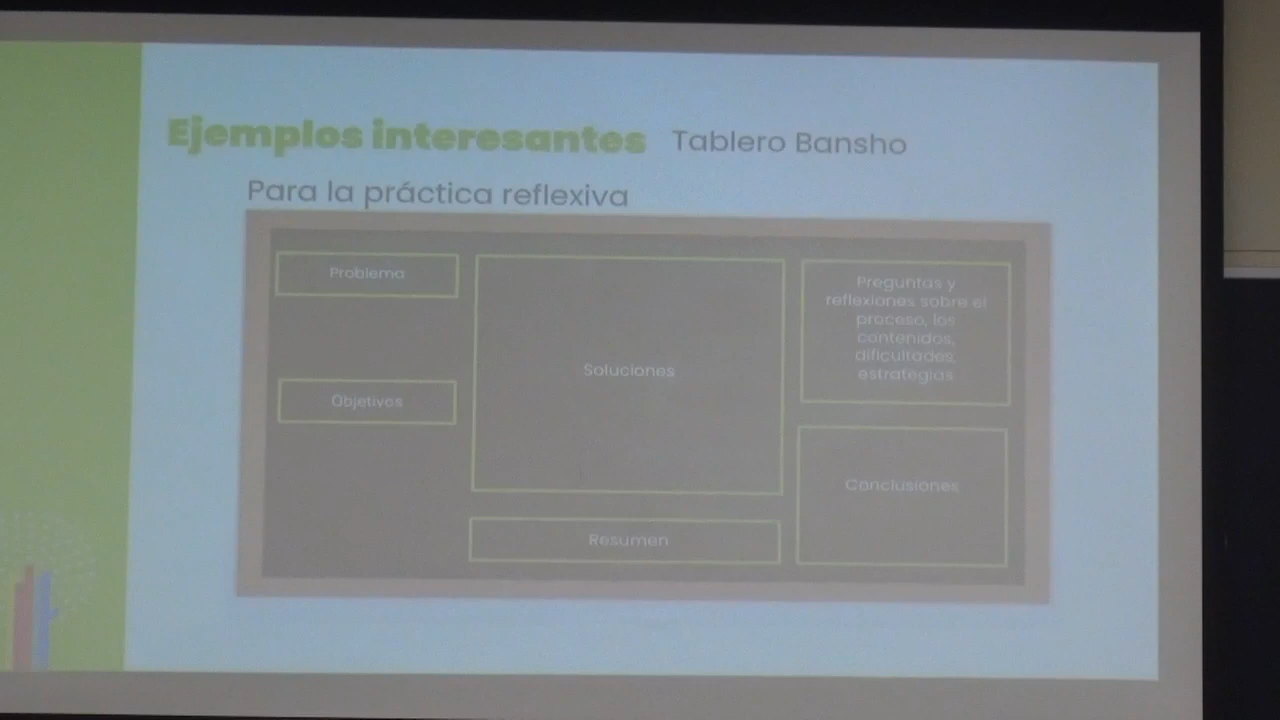 Ejemplos interesantes Tablero Bansho
Para la práctica reflexiva
Problema
Objetivos
Soluciones
Resumen
Preguntas y
reflexiones sobre el
proceso, los
contenidos,
dificultades,
estrategias
Conclusiones